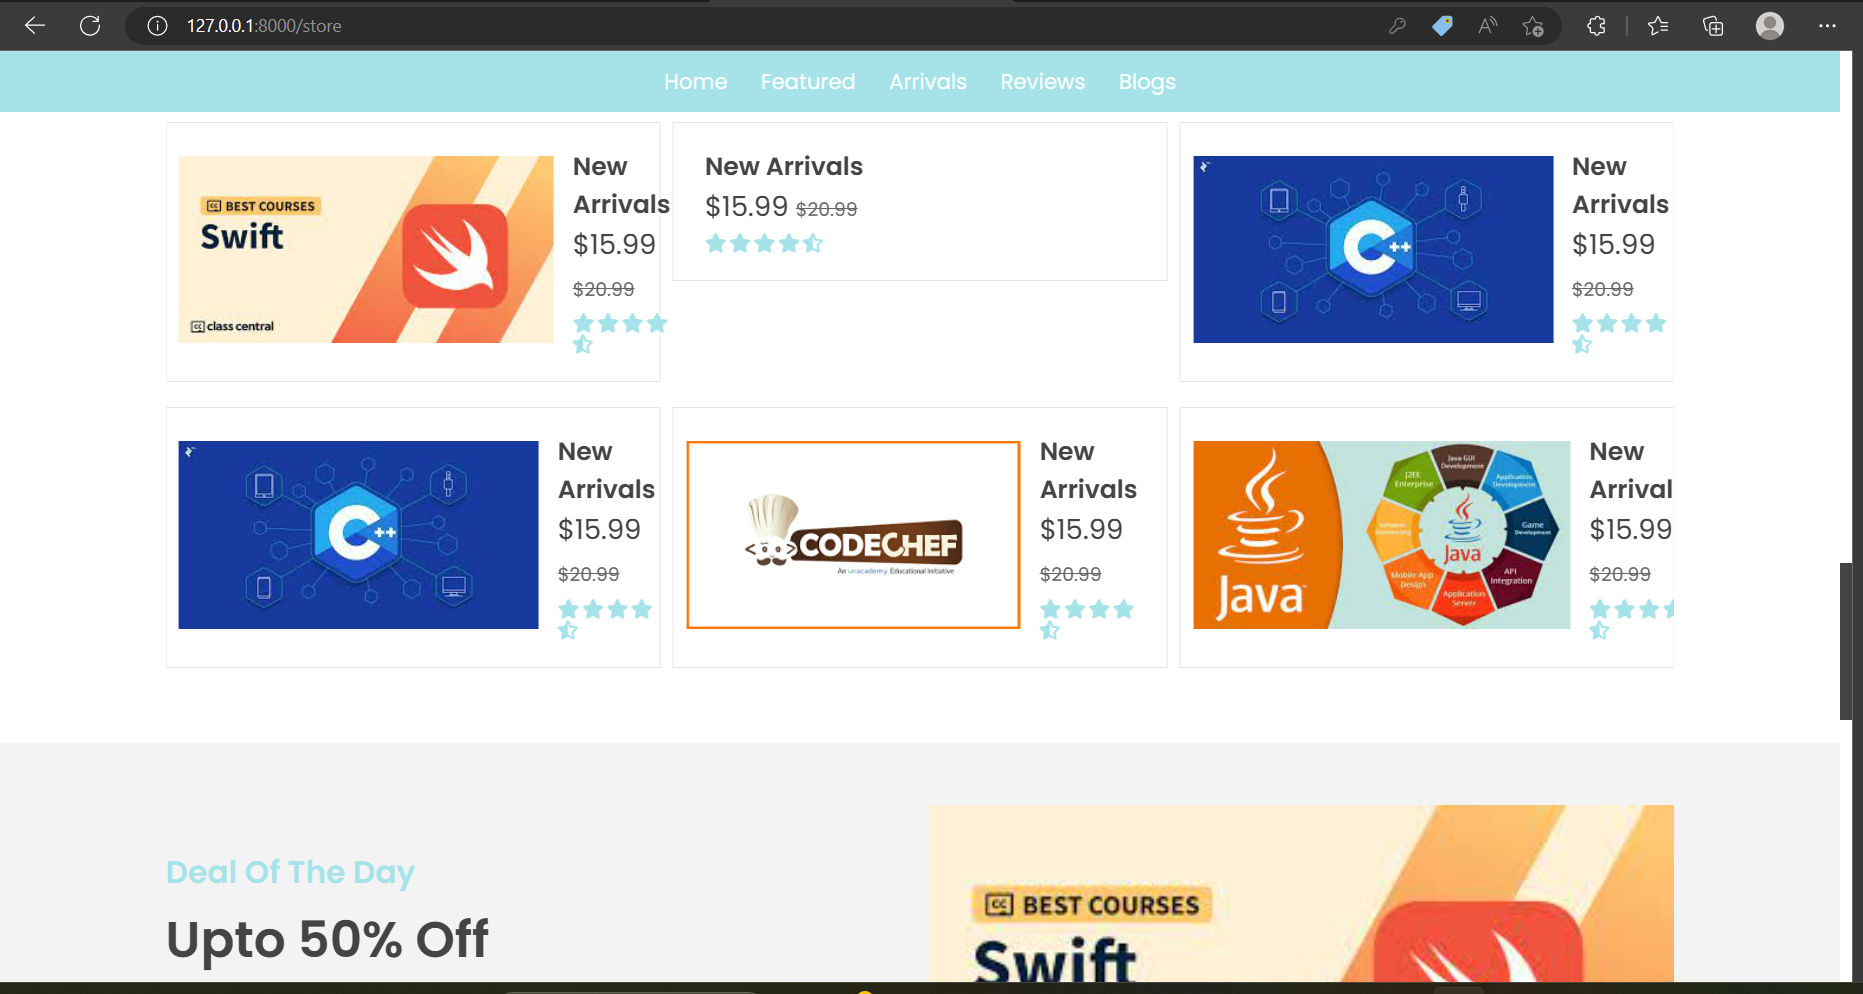 127.0.0.1:8000/store
Home Featured Arrivals Reviews Blogs
BEST COURSES
Swift
class central
New
Arrivals
$15.99
$20.99
New Arrivals
$15.99 $20.99
C++
New
Arrivals
$15.99
$20.99
C++
New
Arrivals
$15.99
$20.99
CODECHEF
An unacademy Educational Initiative
New
Arrivals
$15.99
$20.99
Java
Java GUI
Development
Application
Development
Game
Development
API
Integration
Application
Server
Mobile App
Design
J2EE
Enterprise
Java
New
Arrival
$15.99
$20.99
Deal Of The Day
Upto 50% Off
CC BEST COURSES
Swift